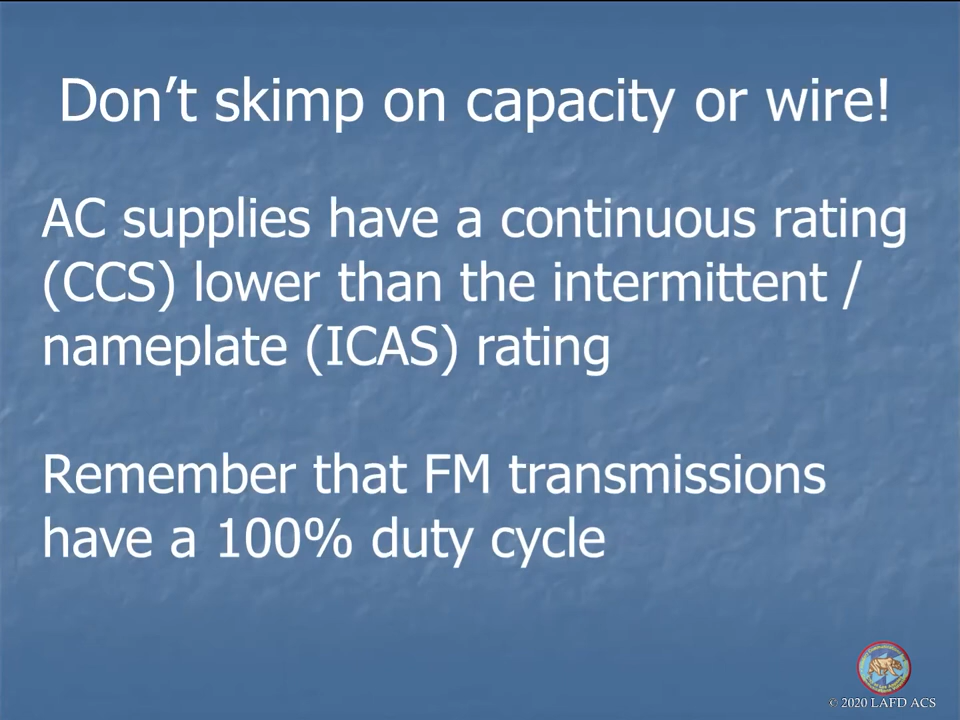 Don’t skimp on capacity or wire!
AC supplies have a continuous rating
(CCS) lower than the intermittent /
nameplate (ICAS) rating
Remember that FM transmissions
have a 100% duty cycle
© 2020 LAFD ACS